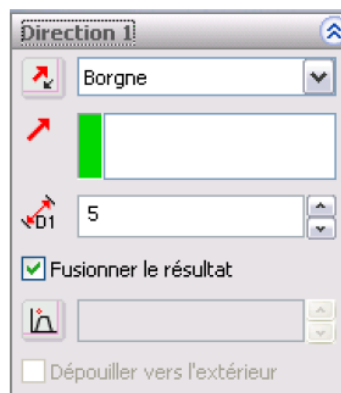 Direction 1
Borgne
D1 5
Fusionner le résultat
Dépouiller vers l'extérieur